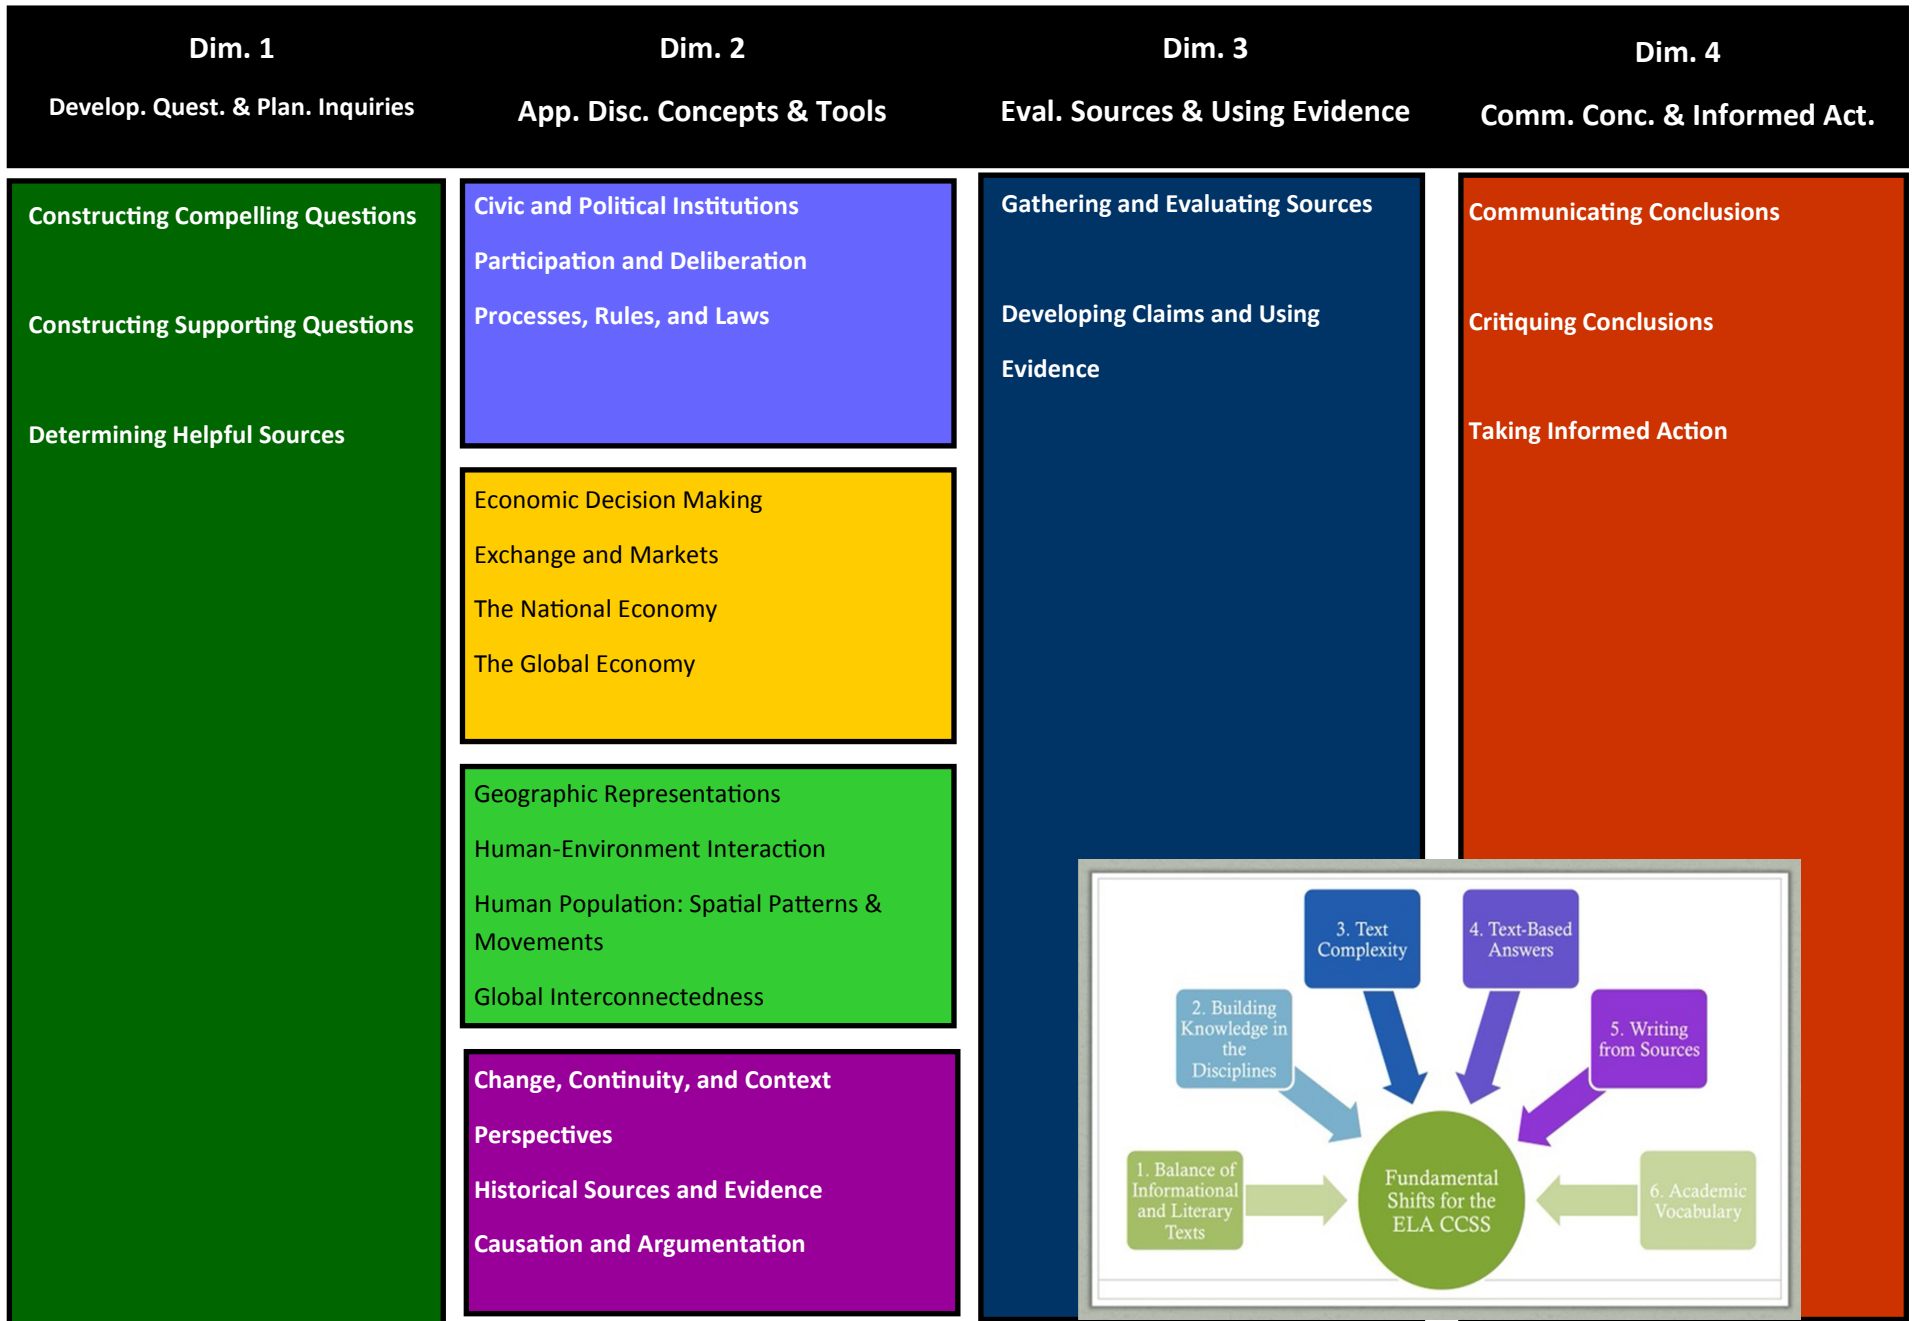 Dim. 1
Develop. Quest. & Plan. Inquiries
Dim. 2
App. Disc. Concepts & Tools
Dim. 3
Eval. Sources & Using Evidence
Dim. 4
Comm. Conc. & Informed Act.
Constructing Compelling Questions
Constructing Supporting Questions
Determining Helpful Sources
Civic and Political Institutions
Participation and Deliberation
Processes, Rules, and Laws
Economic Decision Making
Exchange and Markets
The National Economy
The Global Economy
Geographic Representations
Human-Environment Interaction
Human Population: Spatial Patterns &
Movements
Global Interconnectedness
Change, Continuity, and Context
Perspectives
Historical Sources and Evidence
Causation and Argumentation
Gathering and Evaluating Sources
Developing Claims and Using
Evidence
Communicating Conclusions
Critiquing Conclusions
Taking Informed Action
1. Balance of
Informational
and Literary
Texts
2. Building
Knowledge in
the
Disciplines
3. Text
Complexity
4. Text-Based
Answers
5. Writing
from Sources
6. Academic
Vocabulary
Fundamental
Shifts for the
ELA CCSS